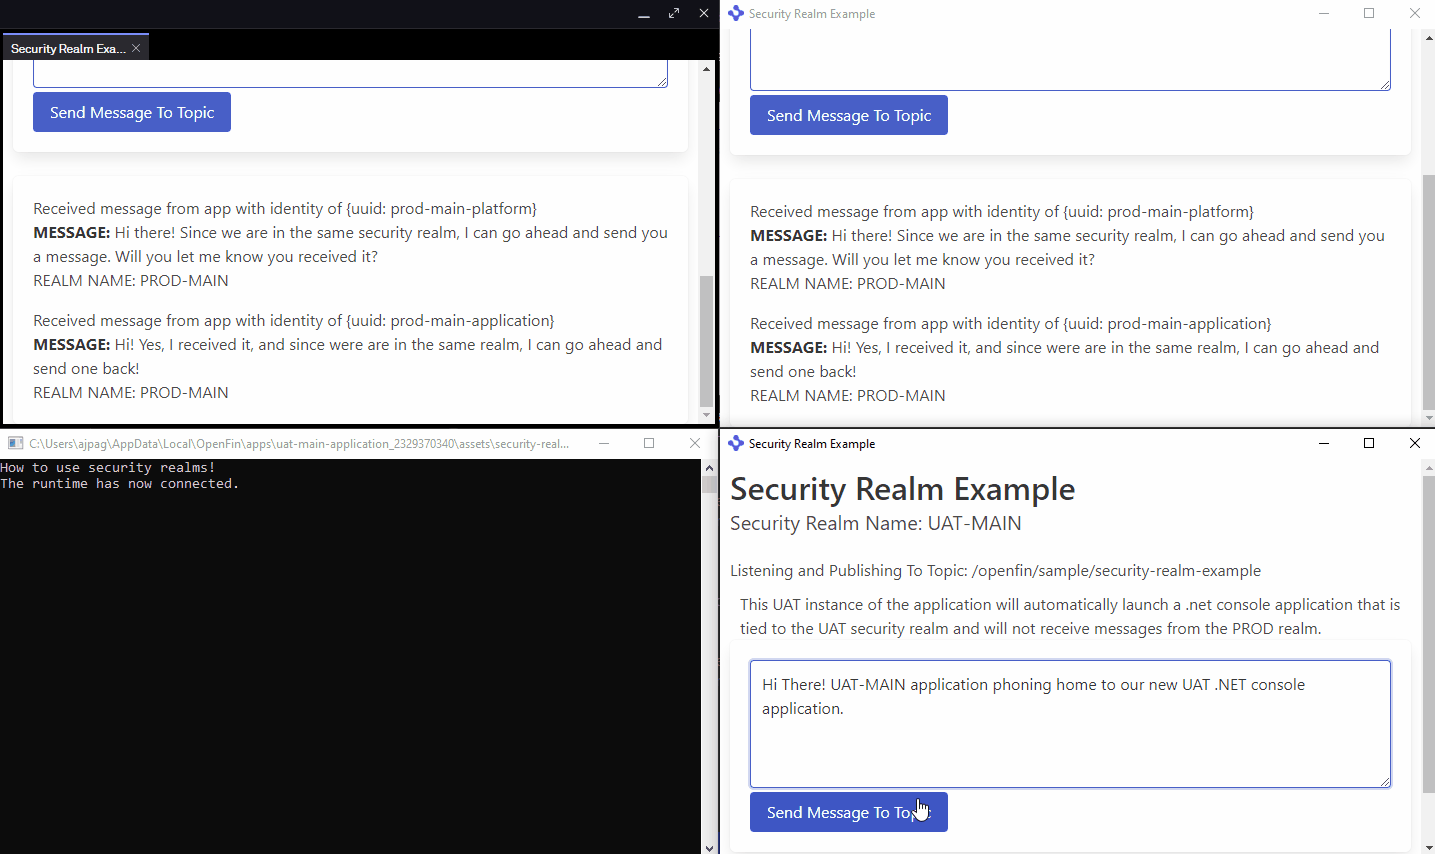 Security Realm Exa...
Send Message To Topic
Received message from app with identity of {uuid: prod-main-platform}
MESSAGE: Hi there! Since we are in the same security realm, I can go ahead and send you
a message. Will you let me know you received it?
REALM NAME: PROD-MAIN
Received message from app with identity of {uuid: prod-main-application}
MESSAGE: Hi! Yes, I received it, and since were are in the same realm, I can go ahead and
send one back!
REALM NAME: PROD-MAIN
Security Realm Example
Send Message To Topic
Received message from app with identity of {uuid: prod-main-platform}
MESSAGE: Hi there! Since we are in the same security realm, I can go ahead and send you
a message. Will you let me know you received it?
REALM NAME: PROD-MAIN
Received message from app with identity of {uuid: prod-main-application}
MESSAGE: Hi! Yes, I received it, and since were are in the same realm, I can go ahead and
send one back!
REALM NAME: PROD-MAIN
C:\Users\ajpag\AppData\Local\OpenFin\apps\uat-main-application_2329370340\assets\security-real...
How to use security realms!
The runtime has now connected.
Security Realm Example
Security Realm Example
Security Realm Name: UAT-MAIN
Listening and Publishing To Topic: /openfin/sample/security-realm-example
This UAT instance of the application will automatically launch a .net console application that is
tied to the UAT security realm and will not receive messages from the PROD realm.
Hi There! UAT-MAIN application phoning home to our new UAT .NET console
application.
Send Message To Topic